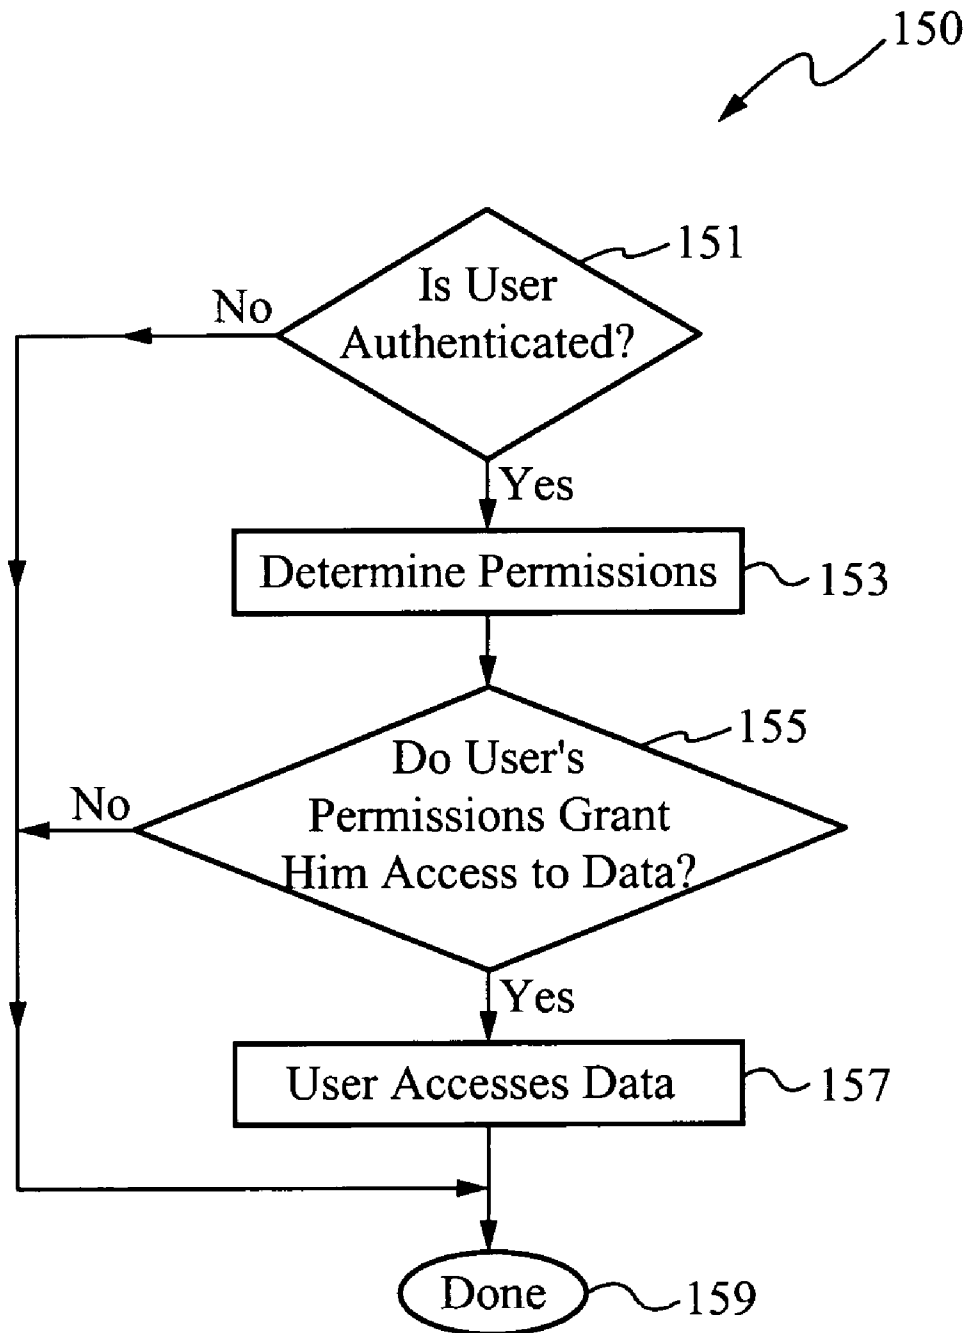 150
151
Is User
Authenticated?
No
Yes
Determine Permissions
153
155
Do User's
Permissions Grant
Him Access to Data?
No
Yes
User Accesses Data
157
Done
159